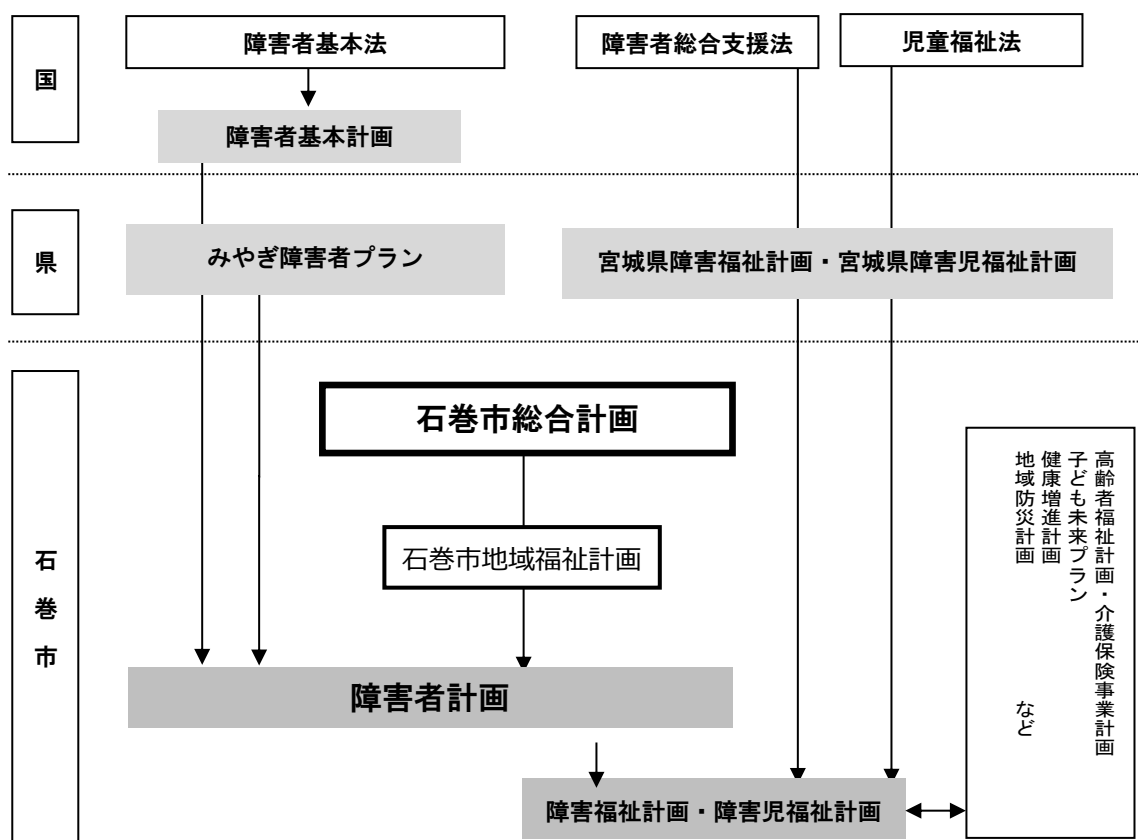 国
障害者基本法
障害者総合支援法
児童福祉法
障害者基本計画
県
みやぎ障害者プラン
宮城県障害福祉計画・宮城県障害児福祉計画
石巻市
石巻市総合計画
石巻市地域福祉計画
障害者計画
障害福祉計画・障害児福祉計画
高齢者福祉計画・介護保険事業計画
子ども未来プラン
健康増進計画
地域防災計画　など